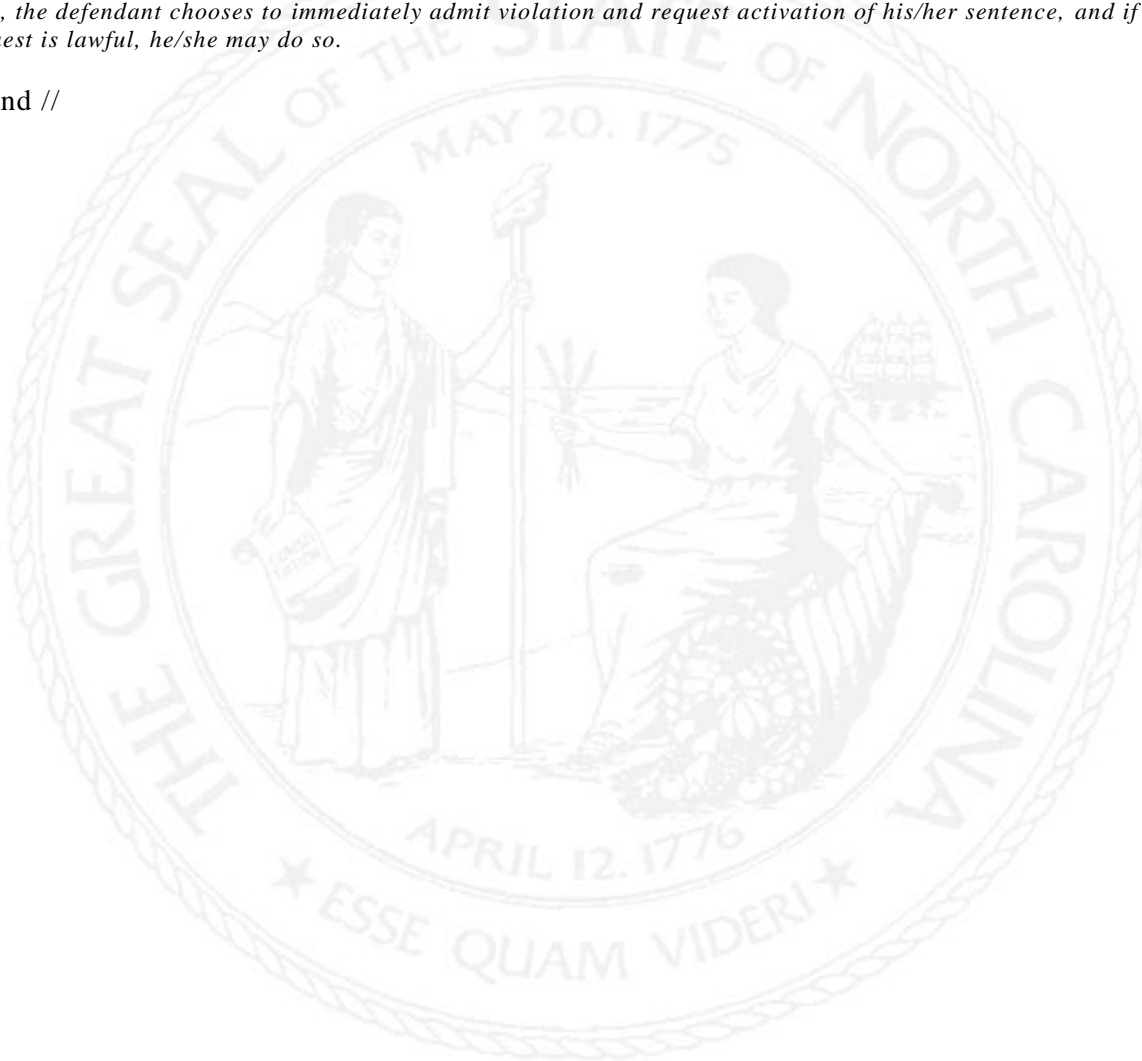 , the defendant chooses to immediately admit violation and request activation of his/her sentence, and if
uest is lawful, he/she may do so.
nd //
THE GREAT SEAL OF THE STATE OF NORTH CAROLINA
MAY 20. 1775
APRIL 12. 1776
★ ESSE QUAM VIDERI ★